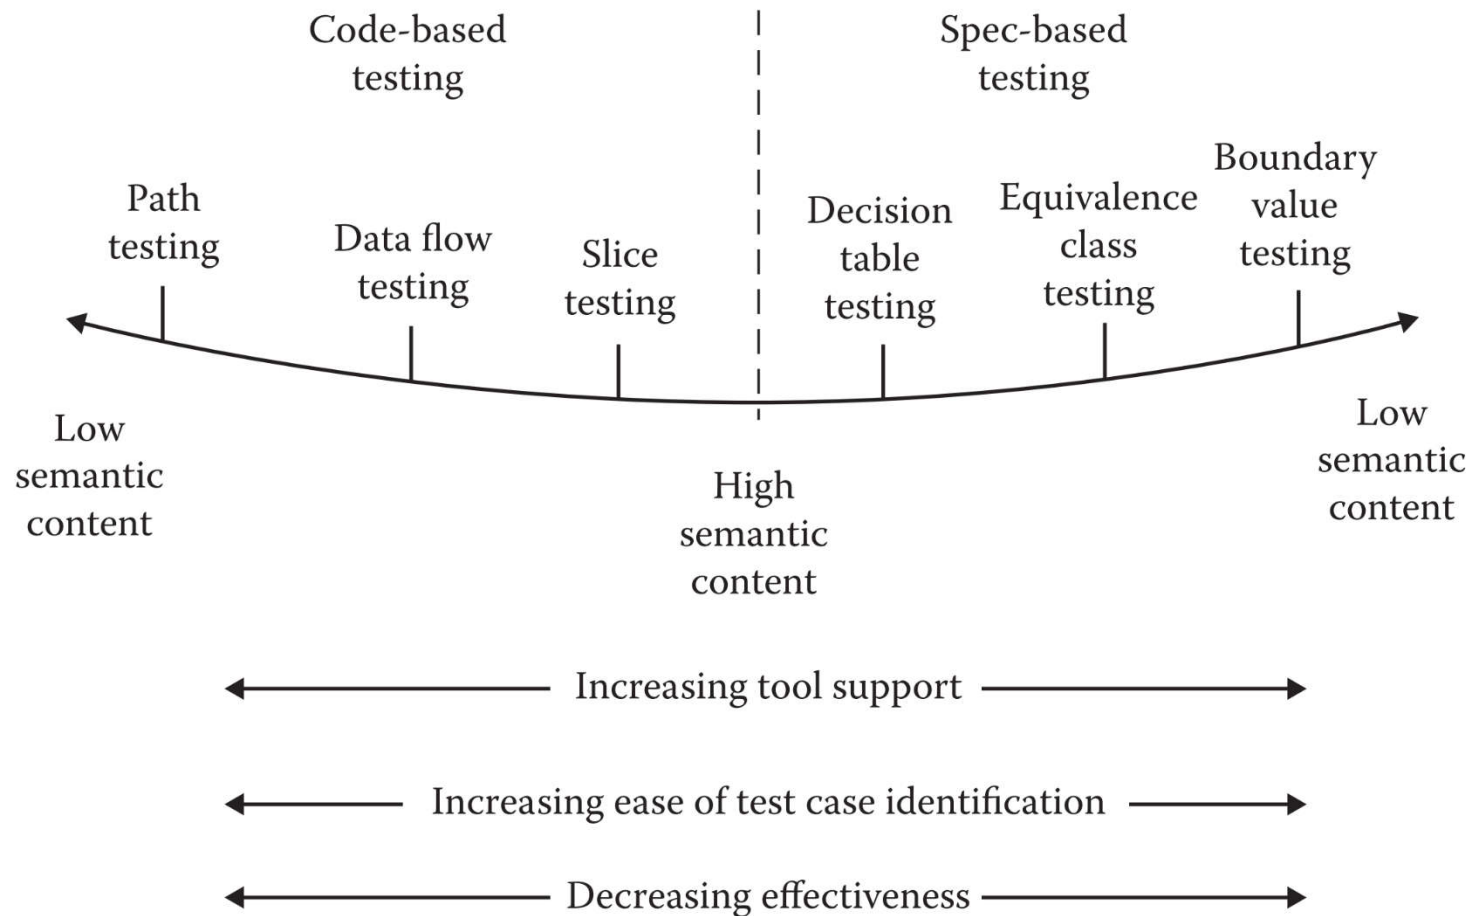 Code-based
testing
Spec-based
testing
Path
testing
Data flow
testing
Slice
testing
Decision
table
testing
Equivalence
class
testing
Boundary
value
testing
Low
semantic
content
High
semantic
content
Low
semantic
content
Increasing tool support
Increasing ease of test case identification
Decreasing effectiveness